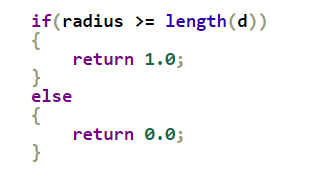 if(radius >= length(d))
{
    return 1.0;
}
else
{
    return 0.0;
}